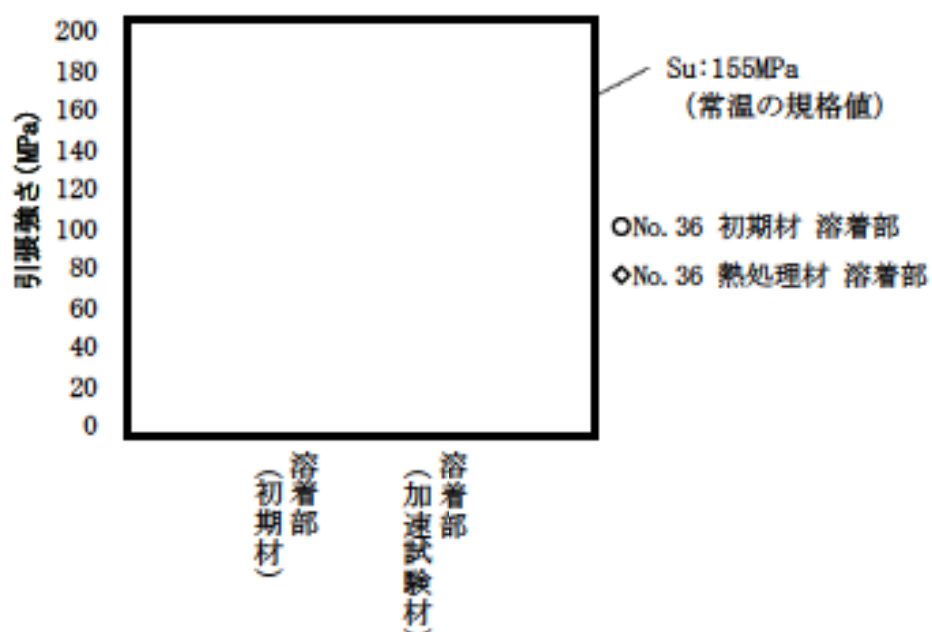 200
180
160
140
120
100
80
60
40
20
0
引張強さ(MPa)
Su:155MPa
(常温の規格値)
○No.36 初期材 溶着部
◇No.36 熱処理材 溶着部
溶着部
(初期材)
溶着部
(加速試験材)